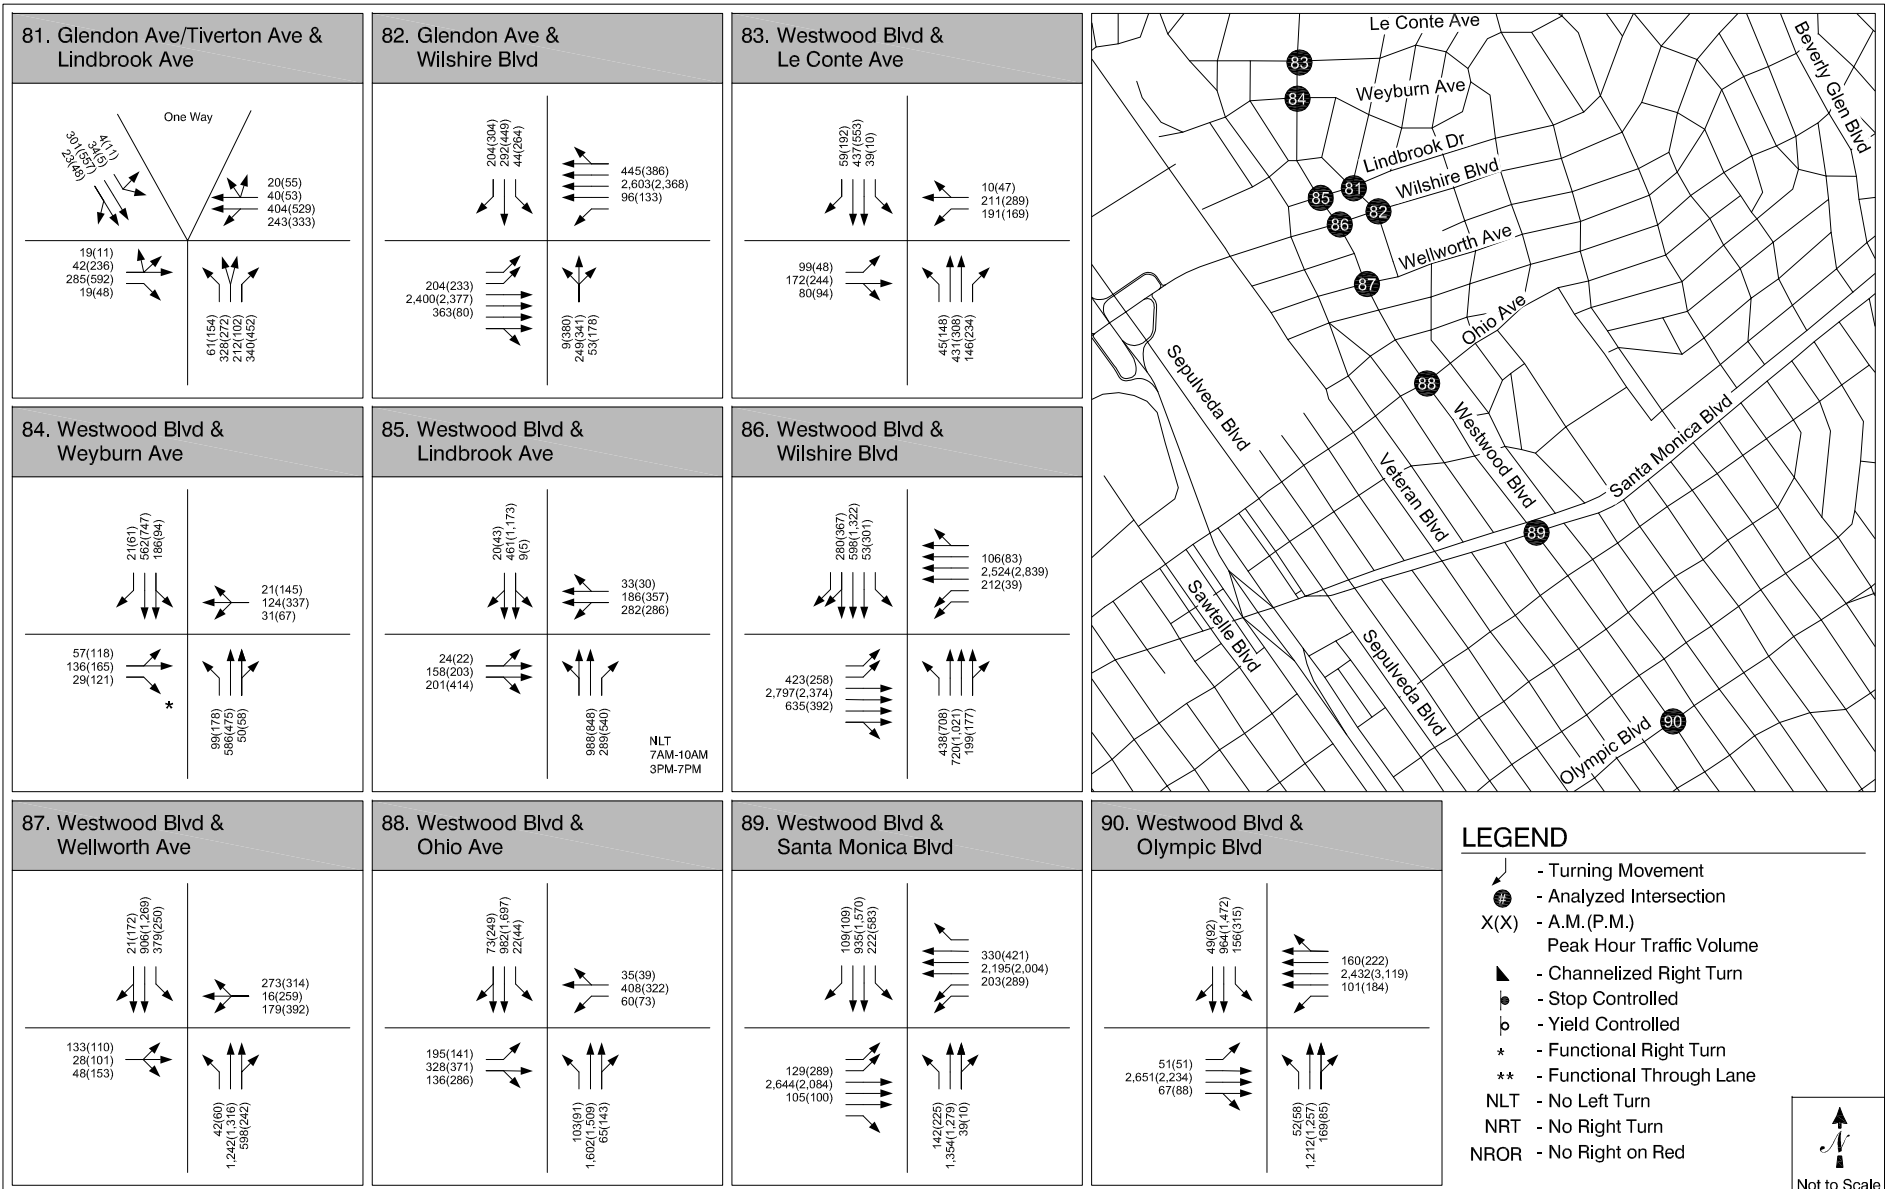 81. Glendon Ave/Tiverton Ave &
Lindbrook Ave
One Way
4(11)
34(5)
301(557)
23(48)
20(55)
40(53)
404(529)
243(333)
19(11)
42(236)
285(592)
19(48)
61(154)
328(272)
212(102)
340(452)
82. Glendon Ave &
Wilshire Blvd
204(304)
292(449)
44(264)
445(386)
2,603(2,368)
96(133)
204(233)
2,400(2,377)
363(80)
9(380)
249(341)
53(178)
83. Westwood Blvd &
Le Conte Ave
59(192)
437(553)
39(10)
10(47)
211(289)
191(169)
99(48)
172(244)
80(94)
45(148)
431(308)
146(234)
84. Westwood Blvd &
Weyburn Ave
21(61)
562(747)
186(94)
21(145)
124(337)
31(67)
57(118)
136(165)
29(121)
*
99(178)
586(475)
50(58)
85. Westwood Blvd &
Lindbrook Ave
20(43)
461(1,173)
9(5)
33(30)
186(357)
282(286)
24(22)
158(203)
201(414)
988(848)
289(540)
NLT
7AM-10AM
3PM-7PM
86. Westwood Blvd &
Wilshire Blvd
280(367)
598(1,322)
53(301)
106(83)
2,524(2,839)
212(39)
423(258)
2,797(2,374)
635(392)
438(708)
720(1,021)
199(177)
87. Westwood Blvd &
Wellworth Ave
21(172)
906(1,269)
379(250)
273(314)
16(259)
179(392)
133(110)
28(101)
48(153)
42(60)
1,242(1,316)
598(242)
88. Westwood Blvd &
Ohio Ave
73(249)
982(1,697)
22(44)
35(39)
408(322)
60(73)
195(141)
328(371)
136(286)
103(91)
1,602(1,509)
65(143)
89. Westwood Blvd &
Santa Monica Blvd
109(109)
935(1,570)
222(583)
330(421)
2,195(2,004)
203(289)
129(289)
2,644(2,084)
105(100)
142(225)
1,354(1,279)
39(10)
90. Westwood Blvd &
Olympic Blvd
49(92)
964(1,472)
156(315)
160(222)
2,432(3,119)
101(184)
51(51)
2,651(2,234)
67(88)
52(58)
1,212(1,257)
169(85)
Le Conte Ave
83
Beverly Glen Blvd
84
Weyburn Ave
Lindbrook Dr
81
85
Wilshire Blvd
82
86
Wellworth Ave
87
Ohio Ave
Sepulveda Blvd
88
Westwood Blvd
Santa Monica Blvd
Veteran Blvd
89
Sawtelle Blvd
Sepulveda Blvd
90
Olympic Blvd
LEGEND
- Turning Movement
# - Analyzed Intersection
X(X) - A.M.(P.M.)
Peak Hour Traffic Volume
- Channelized Right Turn
- Stop Controlled
- Yield Controlled
* - Functional Right Turn
** - Functional Through Lane
NLT - No Left Turn
NRT - No Right Turn
NROR - No Right on Red
N
Not to Scale